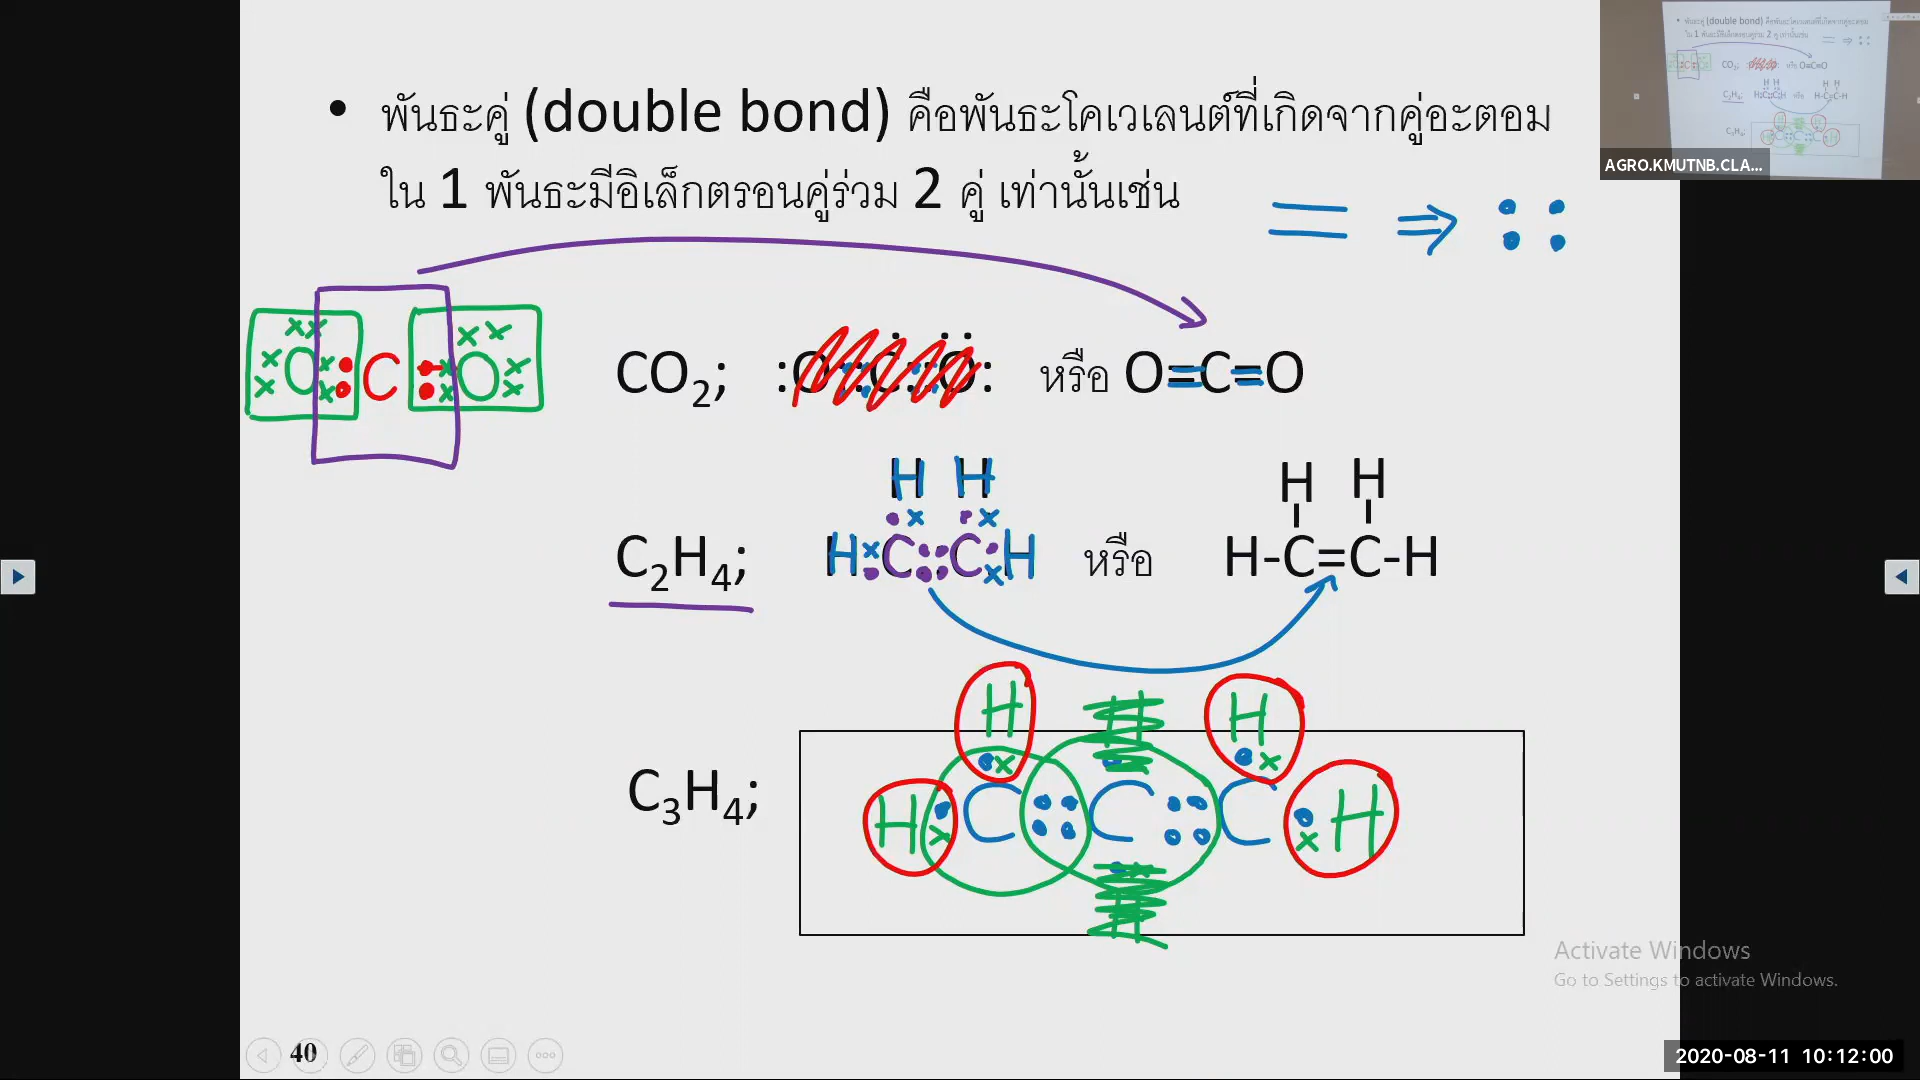 • พันธะคู่ (double bond) คือพันธะโคเวเลนต์ที่เกิดจากคู่อะตอม
ใน 1 พันธะมีอิเล็กตรอนคู่ร่วม 2 คู่ เท่านั้นเช่น
= ⇒ ::
O C O
CO₂; :O::C::O: หรือ O=C=O
H H
H C C H
C₂H₄; หรือ
H H
H-C=C-H
C₃H₄;
H H
H C C C H
AGRO.KMUTNB.CLA...
Activate Windows
Go to Settings to activate Windows.
40
2020-08-11 10:12:00